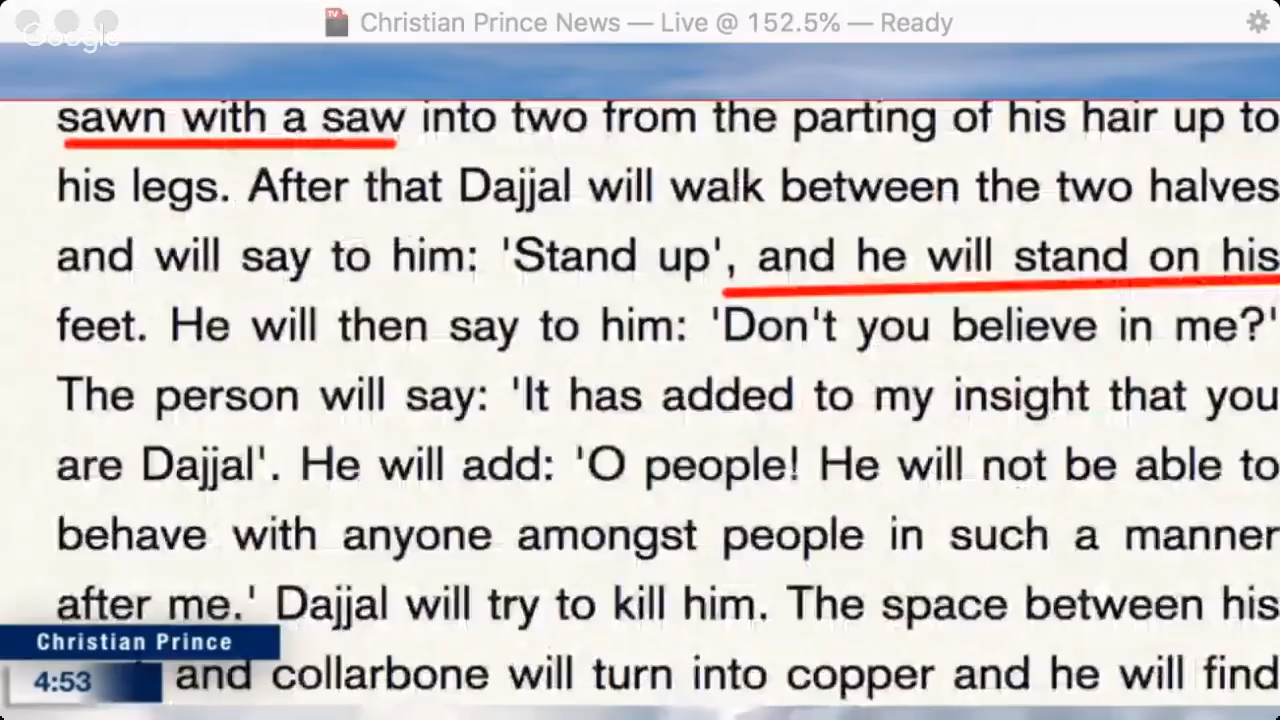 Christian Prince News — Live @ 152.5% — Ready
Google
sawn with a saw into two from the parting of his hair up to
his legs. After that Dajjal will walk between the two halves
and will say to him: 'Stand up', and he will stand on his
feet. He will then say to him: 'Don't you believe in me?'
The person will say: 'It has added to my insight that you
are Dajjal'. He will add: 'O people! He will not be able to
behave with anyone amongst people in such a manner
after me.' Dajjal will try to kill him. The space between his
Christian Prince
and collarbone will turn into copper and he will find
4:53